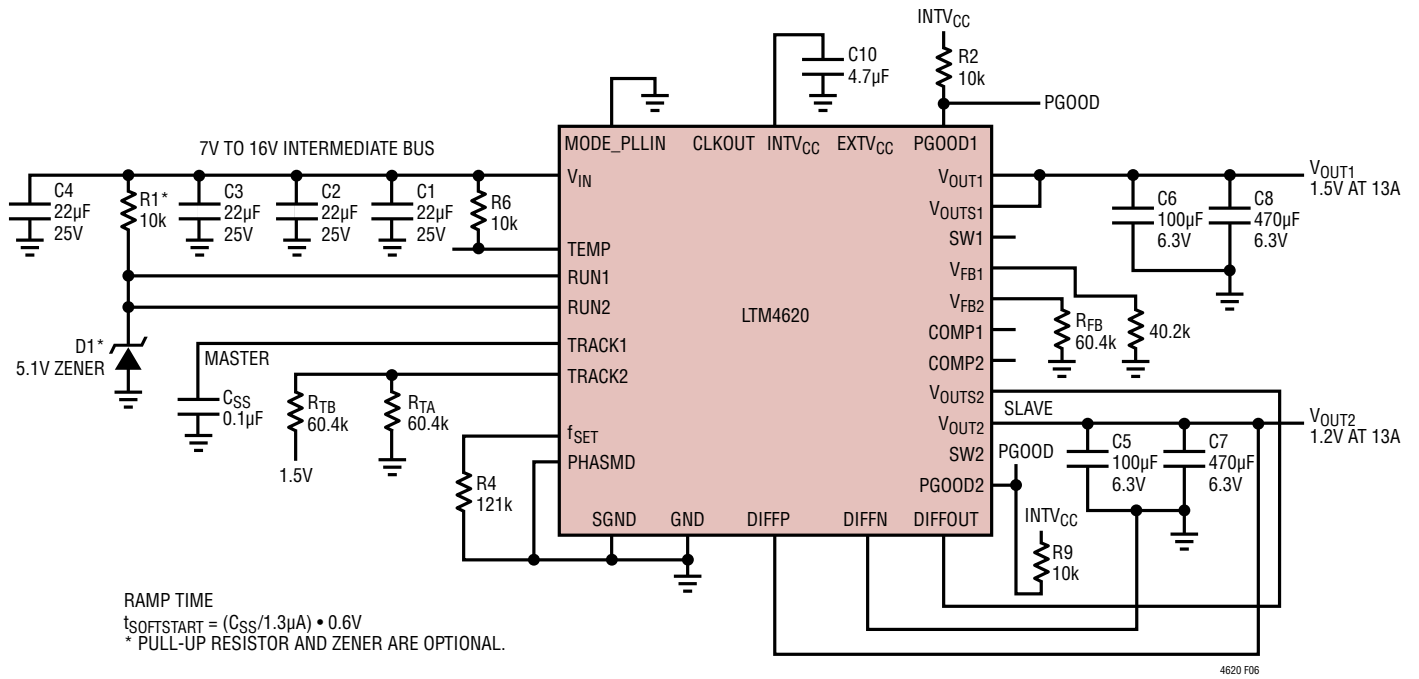 INTVCC
C10
4.7µF
R2
10k
PGOOD
7V TO 16V INTERMEDIATE BUS
MODE_PLLIN
CLKOUT
INTVCC
EXTVCC
PGOOD1
C4
22µF
25V
R1*
10k
C3
22µF
25V
C2
22µF
25V
C1
22µF
25V
R6
10k
VIN
TEMP
RUN1
RUN2
TRACK1
TRACK2
fSET
PHASMD
LTM4620
VOUT1
VOUTS1
SW1
VFB1
VFB2
COMP1
COMP2
VOUTS2
VOUT2
SW2
PGOOD2
SGND
GND
DIFFP
DIFFN
DIFFOUT
VOUT1
1.5V AT 13A
C6
100µF
6.3V
C8
470µF
6.3V
RFB
60.4k
40.2k
D1*
5.1V ZENER
MASTER
CSS
0.1µF
RTB
60.4k
RTA
60.4k
1.5V
R4
121k
SLAVE
VOUT2
1.2V AT 13A
PGOOD
C5
100µF
6.3V
C7
470µF
6.3V
INTVCC
R9
10k
RAMP TIME
tSOFTSTART = (CSS/1.3µA) • 0.6V
* PULL-UP RESISTOR AND ZENER ARE OPTIONAL.
4620 F06